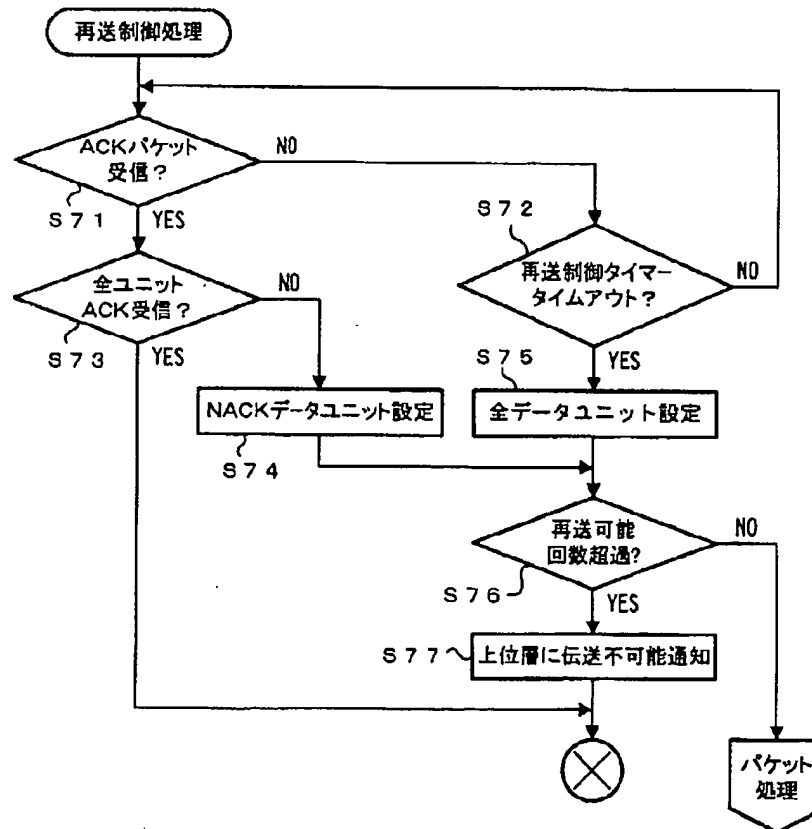 再送制御処理
ACKパケット
受信?
NO
S71
YES
S72
再送制御タイマー
タイムアウト?
NO
YES
全ユニット
ACK受信?
NO
S73
YES
S75
NACKデータユニット設定
S74
全データユニット設定
再送可能
回数超過?
NO
S76
YES
S77
上位層に伝送不可能通知
パケット
処理